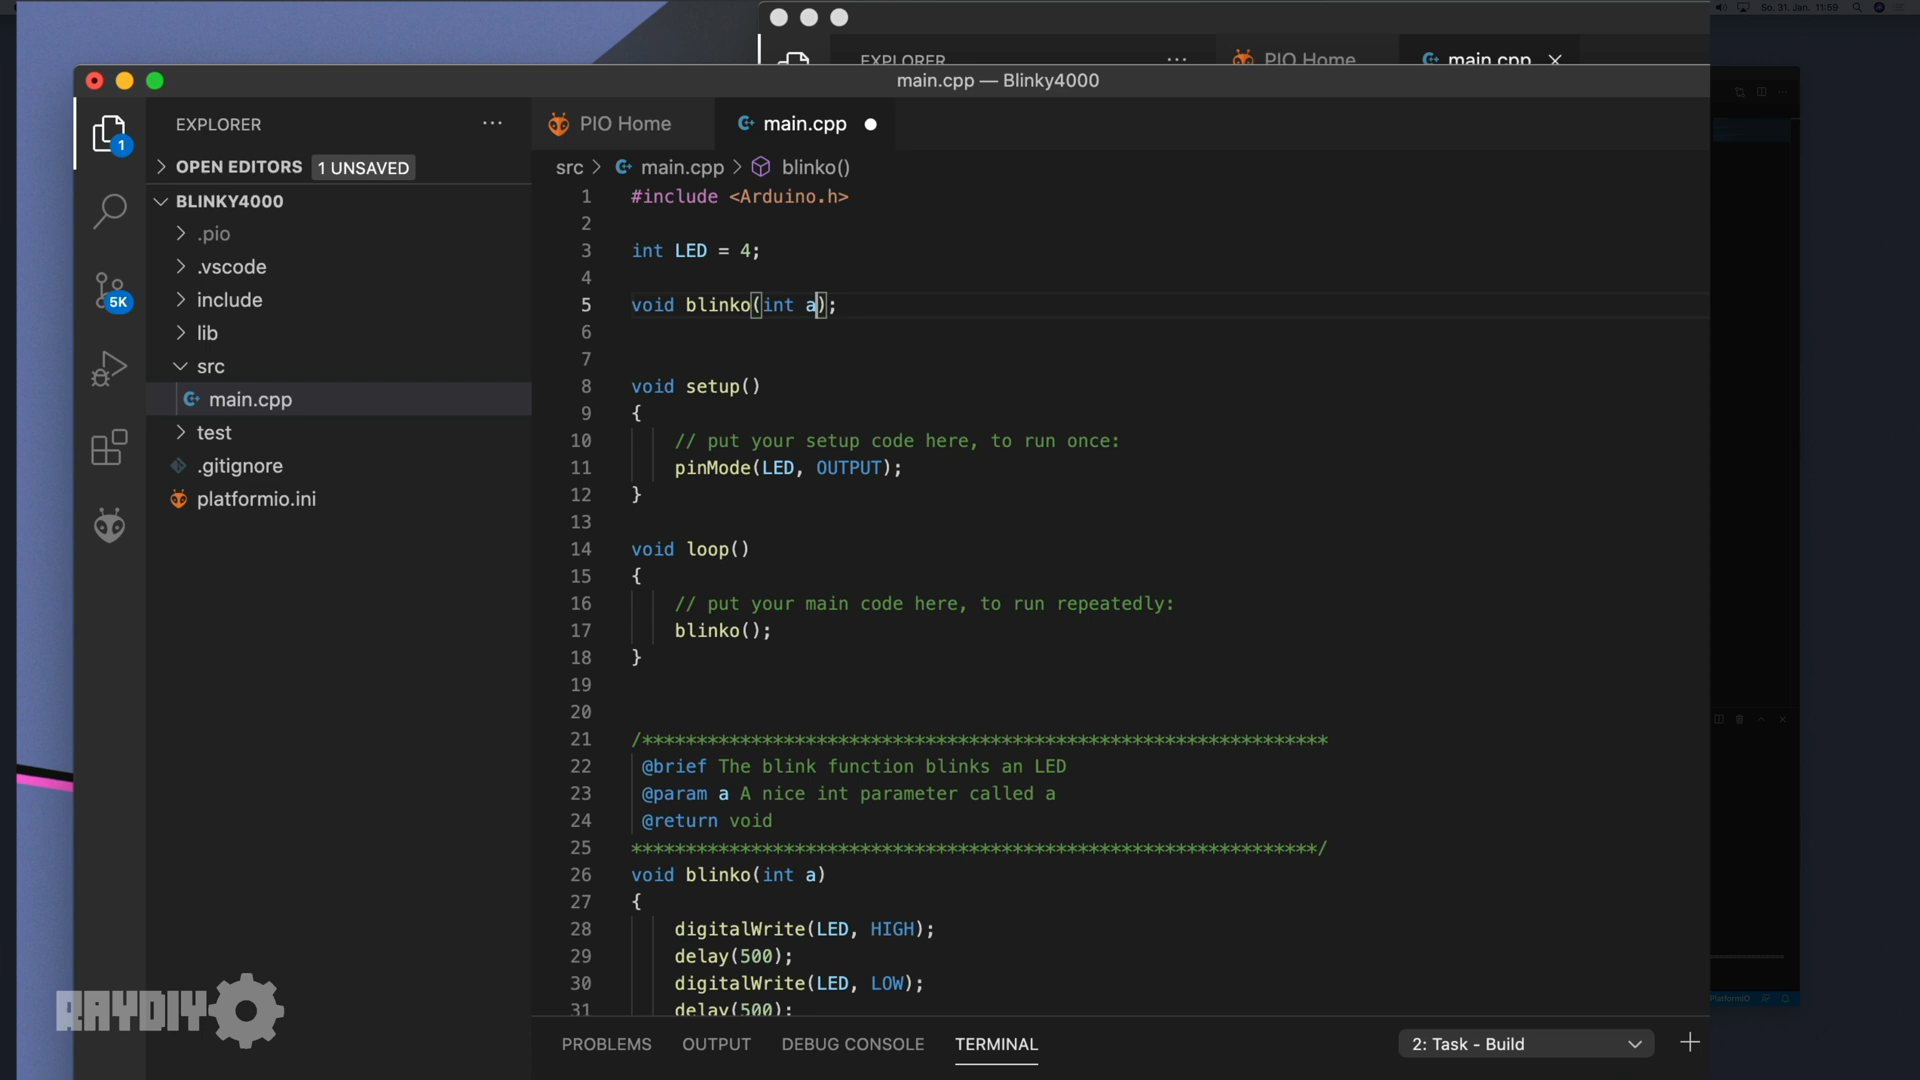 So. 31. Jan. 11:59
EXPLORER ···
PIO Home
main.cpp
main.cpp — Blinky4000
EXPLORER ···
PIO Home
main.cpp
1
OPEN EDITORS 1 UNSAVED
src > main.cpp > blinko()
BLINKY4000
.pio
.vscode
include
lib
src
main.cpp
test
.gitignore
platformio.ini
5K
1 #include <Arduino.h>
2
3 int LED = 4;
4
5 void blinko(int a);
6
7
8 void setup()
9 {
10 // put your setup code here, to run once:
11 pinMode(LED, OUTPUT);
12 }
13
14 void loop()
15 {
16 // put your main code here, to run repeatedly:
17 blinko();
18 }
19
20
21 /***************************************************************
22 @brief The blink function blinks an LED
23 @param a A nice int parameter called a
24 @return void
25 ***************************************************************/
26 void blinko(int a)
27 {
28 digitalWrite(LED, HIGH);
29 delay(500);
30 digitalWrite(LED, LOW);
31 delay(500);
RAYDIY
PROBLEMS OUTPUT DEBUG CONSOLE TERMINAL 2: Task - Build
PlatformIO